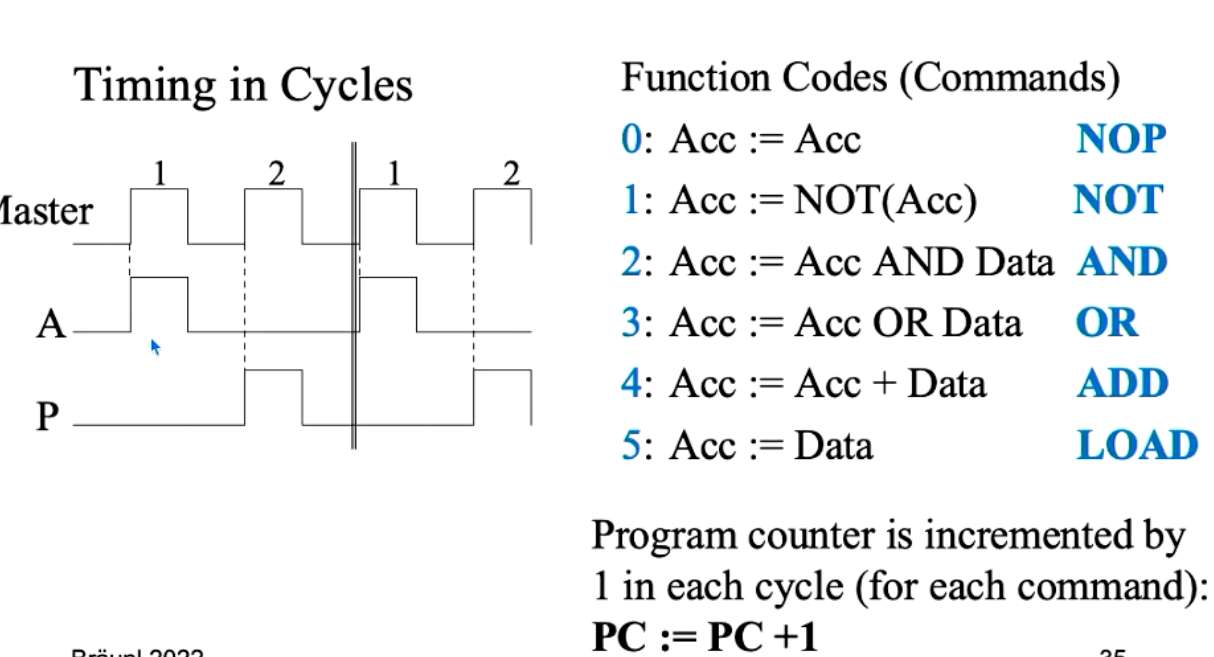 Timing in Cycles
1 2 1 2
Master
A
P
Function Codes (Commands)
0: Acc := Acc NOP
1: Acc := NOT(Acc) NOT
2: Acc := Acc AND Data AND
3: Acc := Acc OR Data OR
4: Acc := Acc + Data ADD
5: Acc := Data LOAD
Program counter is incremented by
1 in each cycle (for each command):
PC := PC +1
Bräunl 2022
35